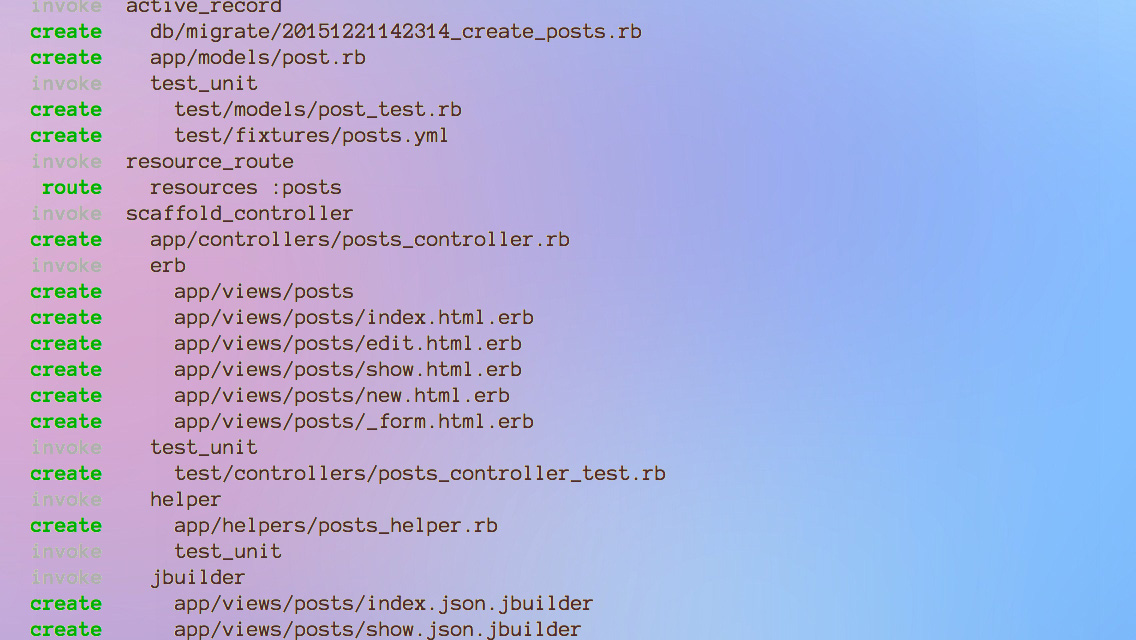 invoke active_record
create db/migrate/20151221142314_create_posts.rb
create app/models/post.rb
invoke test_unit
create test/models/post_test.rb
create test/fixtures/posts.yml
invoke resource_route
route resources :posts
invoke scaffold_controller
create app/controllers/posts_controller.rb
invoke erb
create app/views/posts
create app/views/posts/index.html.erb
create app/views/posts/edit.html.erb
create app/views/posts/show.html.erb
create app/views/posts/new.html.erb
create app/views/posts/_form.html.erb
invoke test_unit
create test/controllers/posts_controller_test.rb
invoke helper
create app/helpers/posts_helper.rb
invoke test_unit
invoke jbuilder
create app/views/posts/index.json.jbuilder
create app/views/posts/show.json.jbuilder